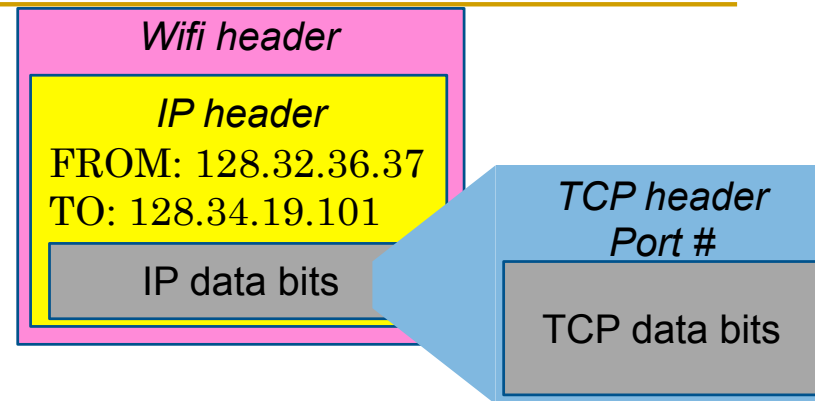 Wifi header
IP header
FROM: 128.32.36.37
TO: 128.34.19.101
IP data bits
TCP header
Port #
TCP data bits